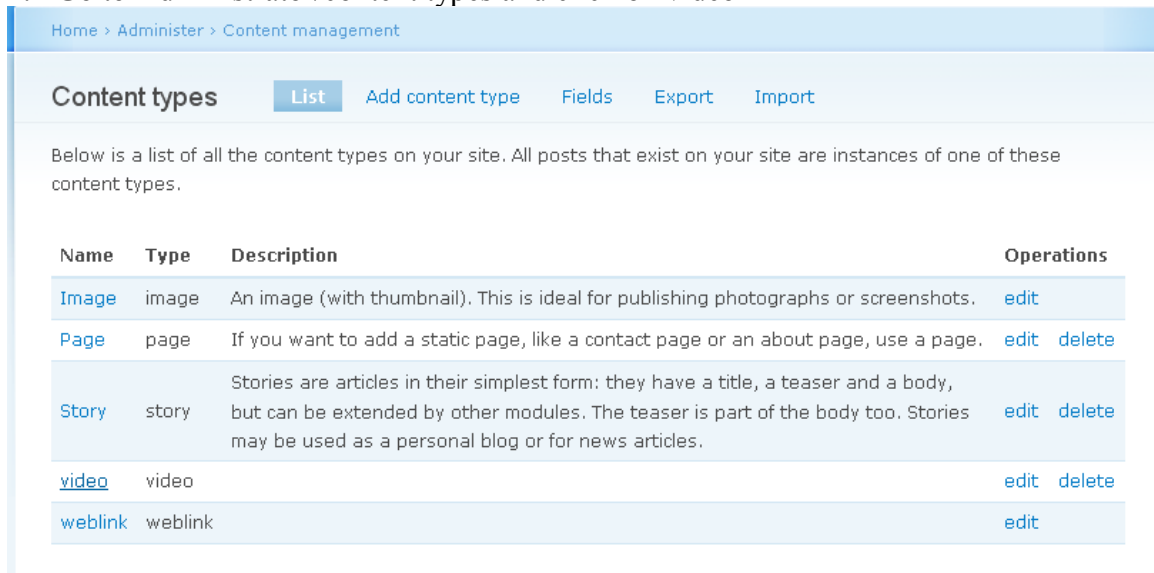 Home › Administer › Content management
Content types List Add content type Fields Export Import
Below is a list of all the content types on your site. All posts that exist on your site are instances of one of these
content types.
Name Type Description Operations
Image image An image (with thumbnail). This is ideal for publishing photographs or screenshots. edit
Page page If you want to add a static page, like a contact page or an about page, use a page. edit delete
Stories are articles in their simplest form: they have a title, a teaser and a body,
Story story but can be extended by other modules. The teaser is part of the body too. Stories edit delete
may be used as a personal blog or for news articles.
video video edit delete
weblink weblink edit